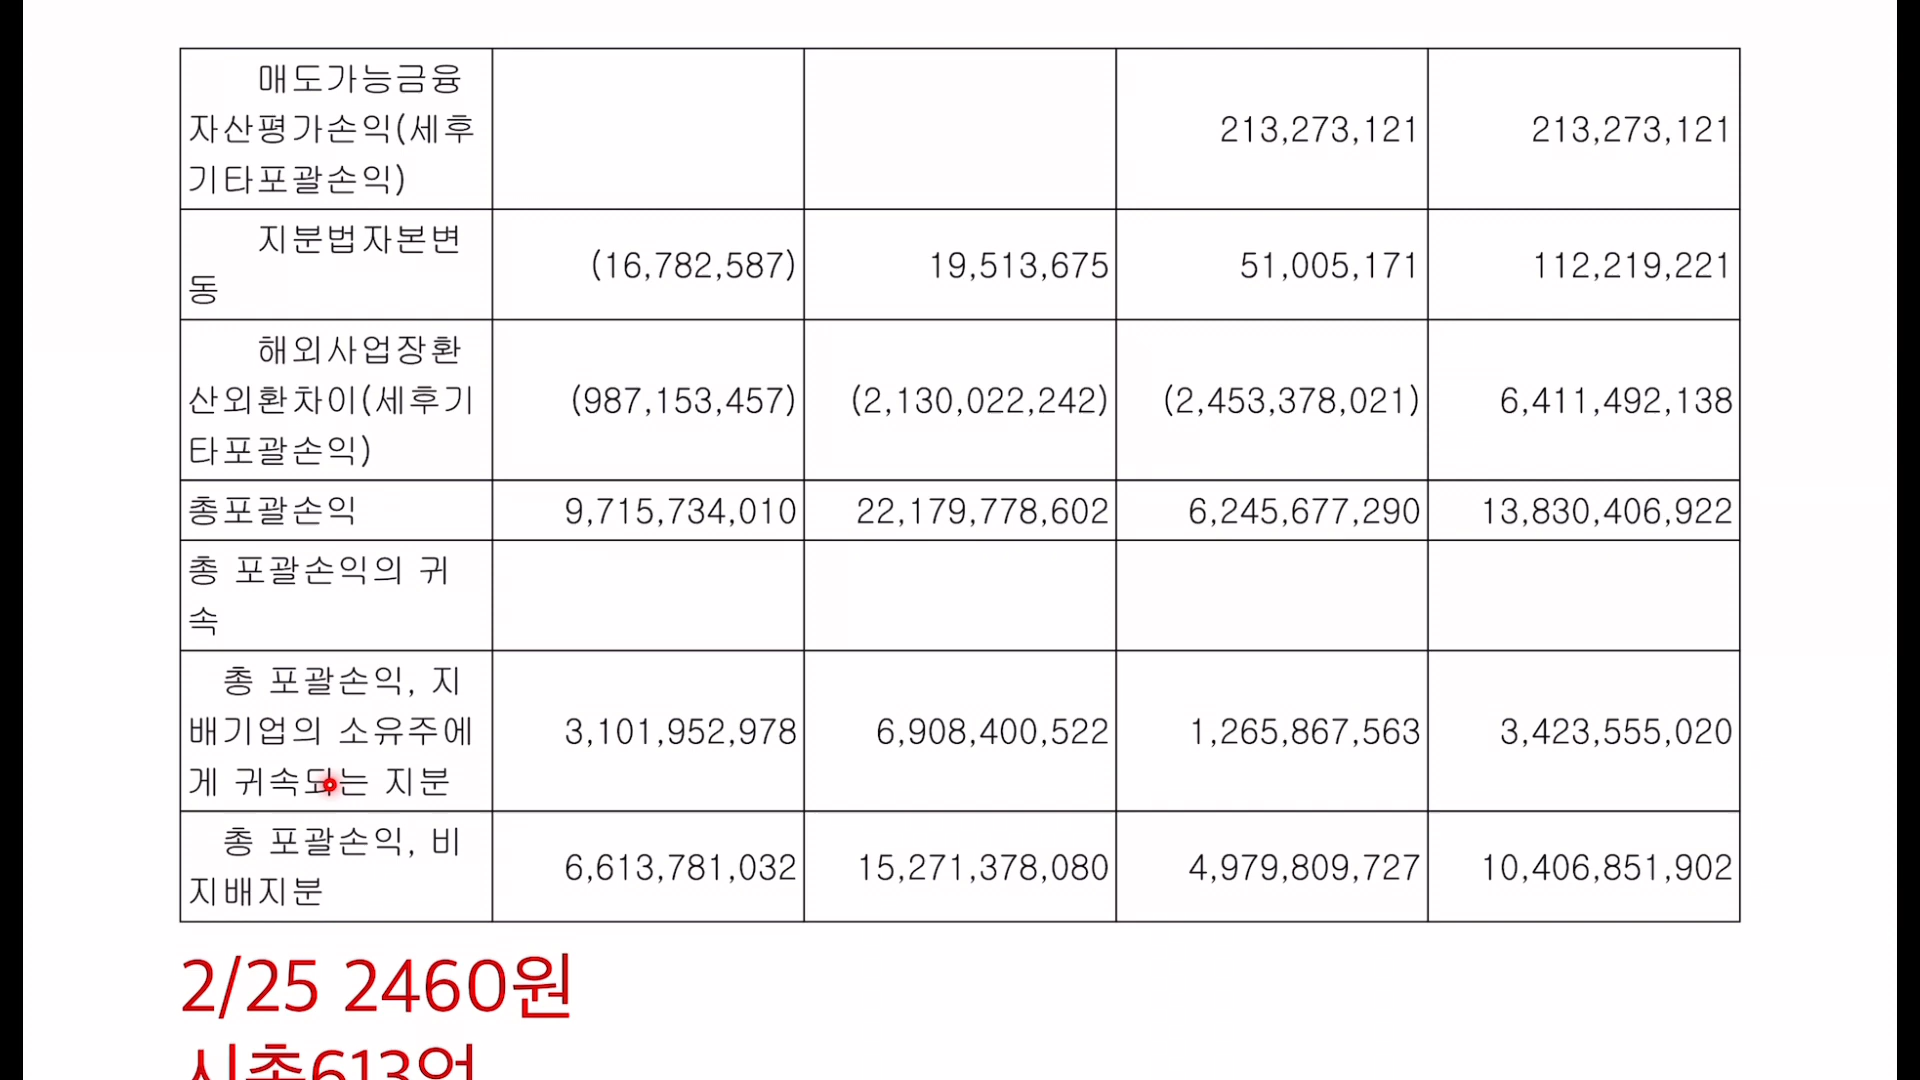 매도가능금융
자산평가손익(세후
기타포괄손익)
213,273,121
213,273,121
지분법자본변
동
(16,782,587)
19,513,675
51,005,171
112,219,221
해외사업장환
산외환차이(세후기
타포괄손익)
(987,153,457)
(2,130,022,242)
(2,453,378,021)
6,411,492,138
총포괄손익
9,715,734,010
22,179,778,602
6,245,677,290
13,830,406,922
총 포괄손익의 귀
속
총 포괄손익, 지
배기업의 소유주에
게 귀속되는 지분
3,101,952,978
6,908,400,522
1,265,867,563
3,423,555,020
총 포괄손익, 비
지배지분
6,613,781,032
15,271,378,080
4,979,809,727
10,406,851,902
2/25 2460원
시총613억